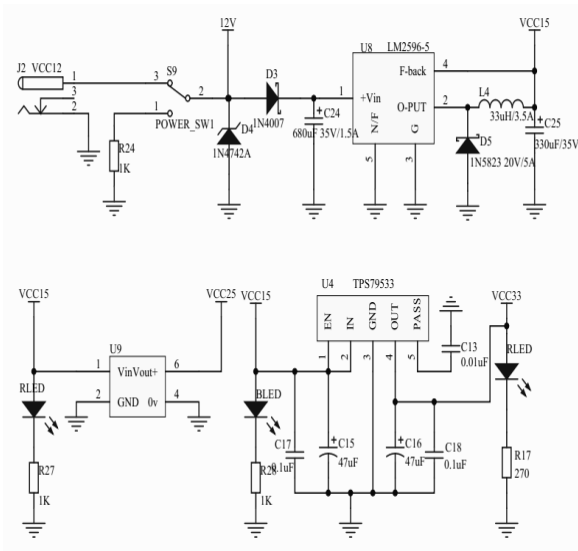 12V
VCC15
J2 VCC12
1
3
2
3
S9
2
1
POWER_SW1
R24
1K
D3
1N4007
D4
1N4742A
C24
680uF 35V/1.5A
U8
LM2596-5
1
+Vin
F-back
4
O-PUT
2
N/F
G
5
3
L4
33uH/3.5A
D5
1N5823 20V/5A
C25
330uF/35V
VCC15
VCC25
U9
1
VinVout+
6
2
GND 0v
4
RLED
R27
1K
VCC15
U4
TPS79533
EN
IN
GND
OUT
PASS
1
2
3
4
5
C13
0.01uF
BLED
R28
1K
C17
0.1uF
C15
47uF
C16
47uF
C18
0.1uF
VCC33
RLED
R17
270